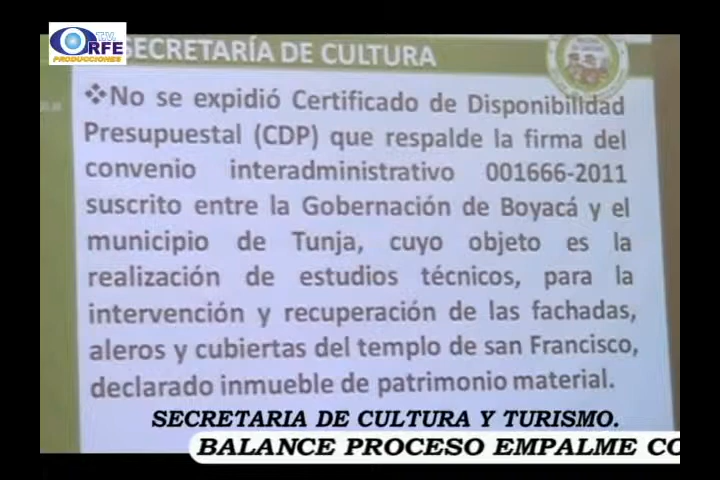 T.V.
ORFE
PRODUCCIONES
SECRETARÍA DE CULTURA
❖No se expidió Certificado de Disponibilidad
Presupuestal (CDP) que respalde la firma del
convenio interadministrativo 001666-2011
suscrito entre la Gobernación de Boyacá y el
municipio de Tunja, cuyo objeto es la
realización de estudios técnicos, para la
intervención y recuperación de las fachadas,
aleros y cubiertas del templo de san Francisco,
declarado inmueble de patrimonio material.
SECRETARIA DE CULTURA Y TURISMO.
BALANCE PROCESO EMPALME CO